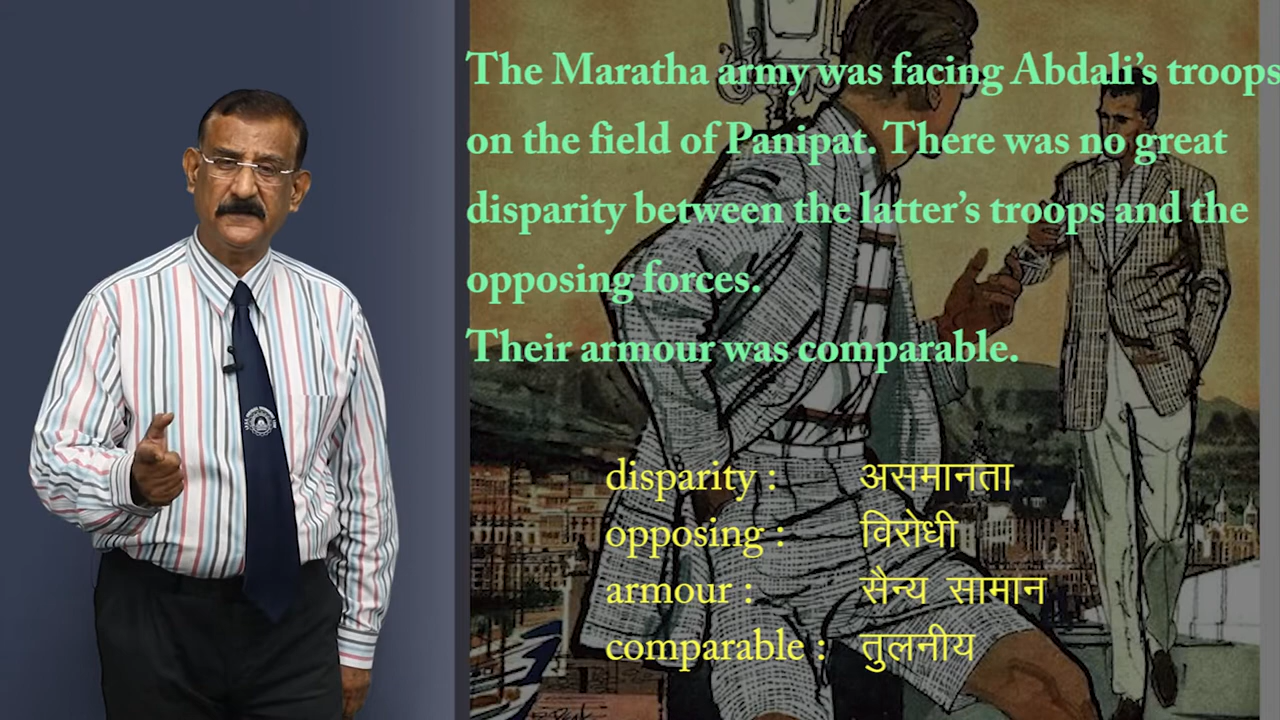 The Maratha army was facing Abdali's troops
on the field of Panipat. There was no great
disparity between the latter's troops and the
opposing forces.
Their armour was comparable.
disparity : असमानता
opposing : विरोधी
armour : सैन्य सामान
comparable : तुलनीय